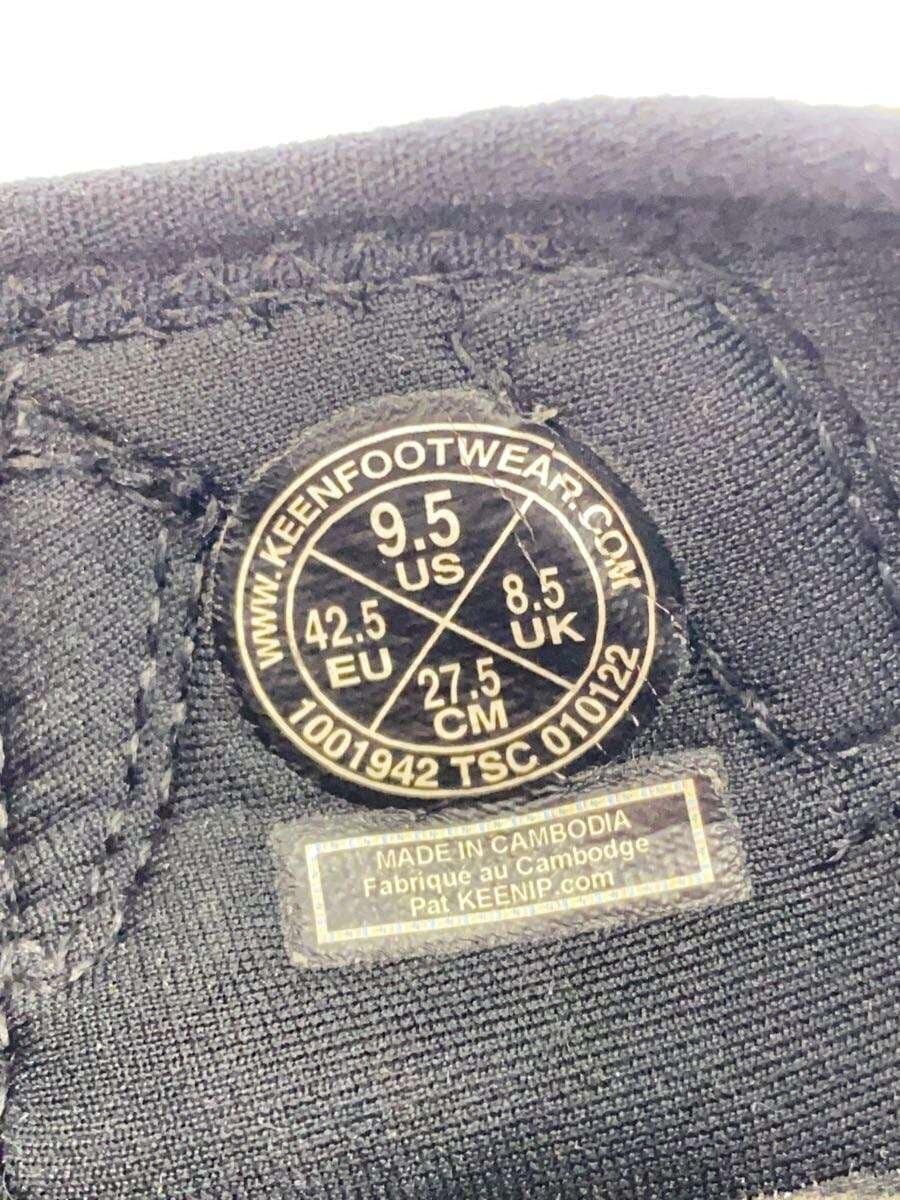 WWW.KEENFOOTWEAR.COM
9.5
US
42.5
EU
8.5
UK
27.5
CM
1001942 TSC 010122
MADE IN CAMBODIA
Fabrique au Cambodge
Pat KEENIP.com